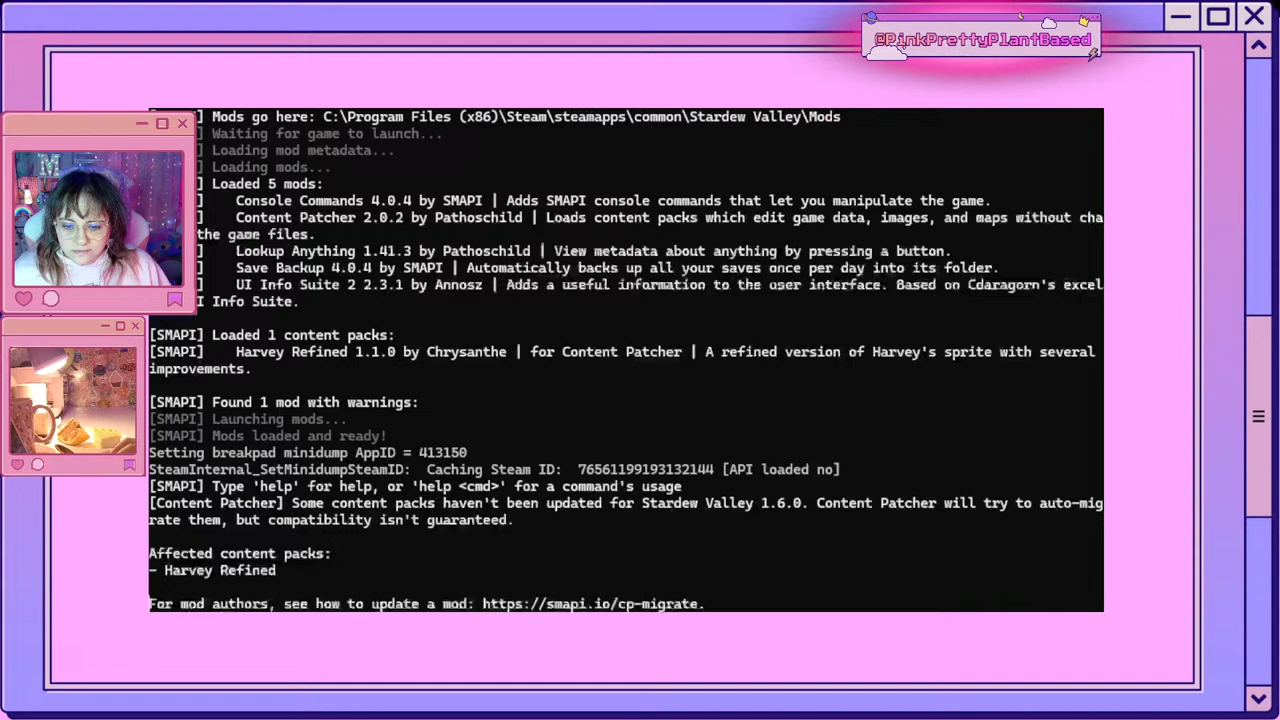 @PinkPrettyPlantBased
] Mods go here: C:\Program Files (x86)\Steam\steamapps\common\Stardew Valley\Mods
] Waiting for game to launch...
] Loading mod metadata...
] Loading mods...
] Loaded 5 mods:
] Console Commands 4.0.4 by SMAPI | Adds SMAPI console commands that let you manipulate the game.
] Content Patcher 2.0.2 by Pathoschild | Loads content packs which edit game data, images, and maps without cha
the game files.
] Lookup Anything 1.41.3 by Pathoschild | View metadata about anything by pressing a button.
] Save Backup 4.0.4 by SMAPI | Automatically backs up all your saves once per day into its folder.
] UI Info Suite 2 2.3.1 by Annosz | Adds a useful information to the user interface. Based on Cdaragorn's excel
I Info Suite.
[SMAPI] Loaded 1 content packs:
[SMAPI] Harvey Refined 1.1.0 by Chrysanthe | for Content Patcher | A refined version of Harvey's sprite with several
improvements.
[SMAPI] Found 1 mod with warnings:
[SMAPI] Launching mods...
[SMAPI] Mods loaded and ready!
Setting breakpad minidump AppID = 413150
SteamInternal_SetMinidumpSteamID: Caching Steam ID: 76561199193132144 [API loaded no]
[SMAPI] Type 'help' for help, or 'help <cmd>' for a command's usage
[Content Patcher] Some content packs haven't been updated for Stardew Valley 1.6.0. Content Patcher will try to auto-mig
rate them, but compatibility isn't guaranteed.
Affected content packs:
- Harvey Refined
For mod authors, see how to update a mod: https://smapi.io/cp-migrate.